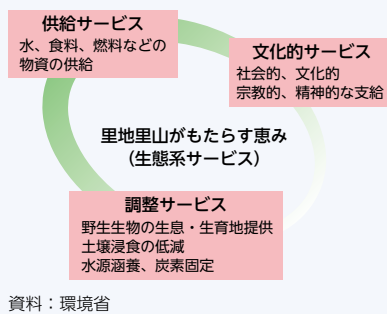 供給サービス
水、食料、燃料などの
物資の供給
文化的サービス
社会的、文化的
宗教的、精神的な支給
里地里山がもたらす恵み
（生態系サービス）
調整サービス
野生生物の生息・生育地提供
土壌浸食の低減
水源涵養、炭素固定
資料：環境省